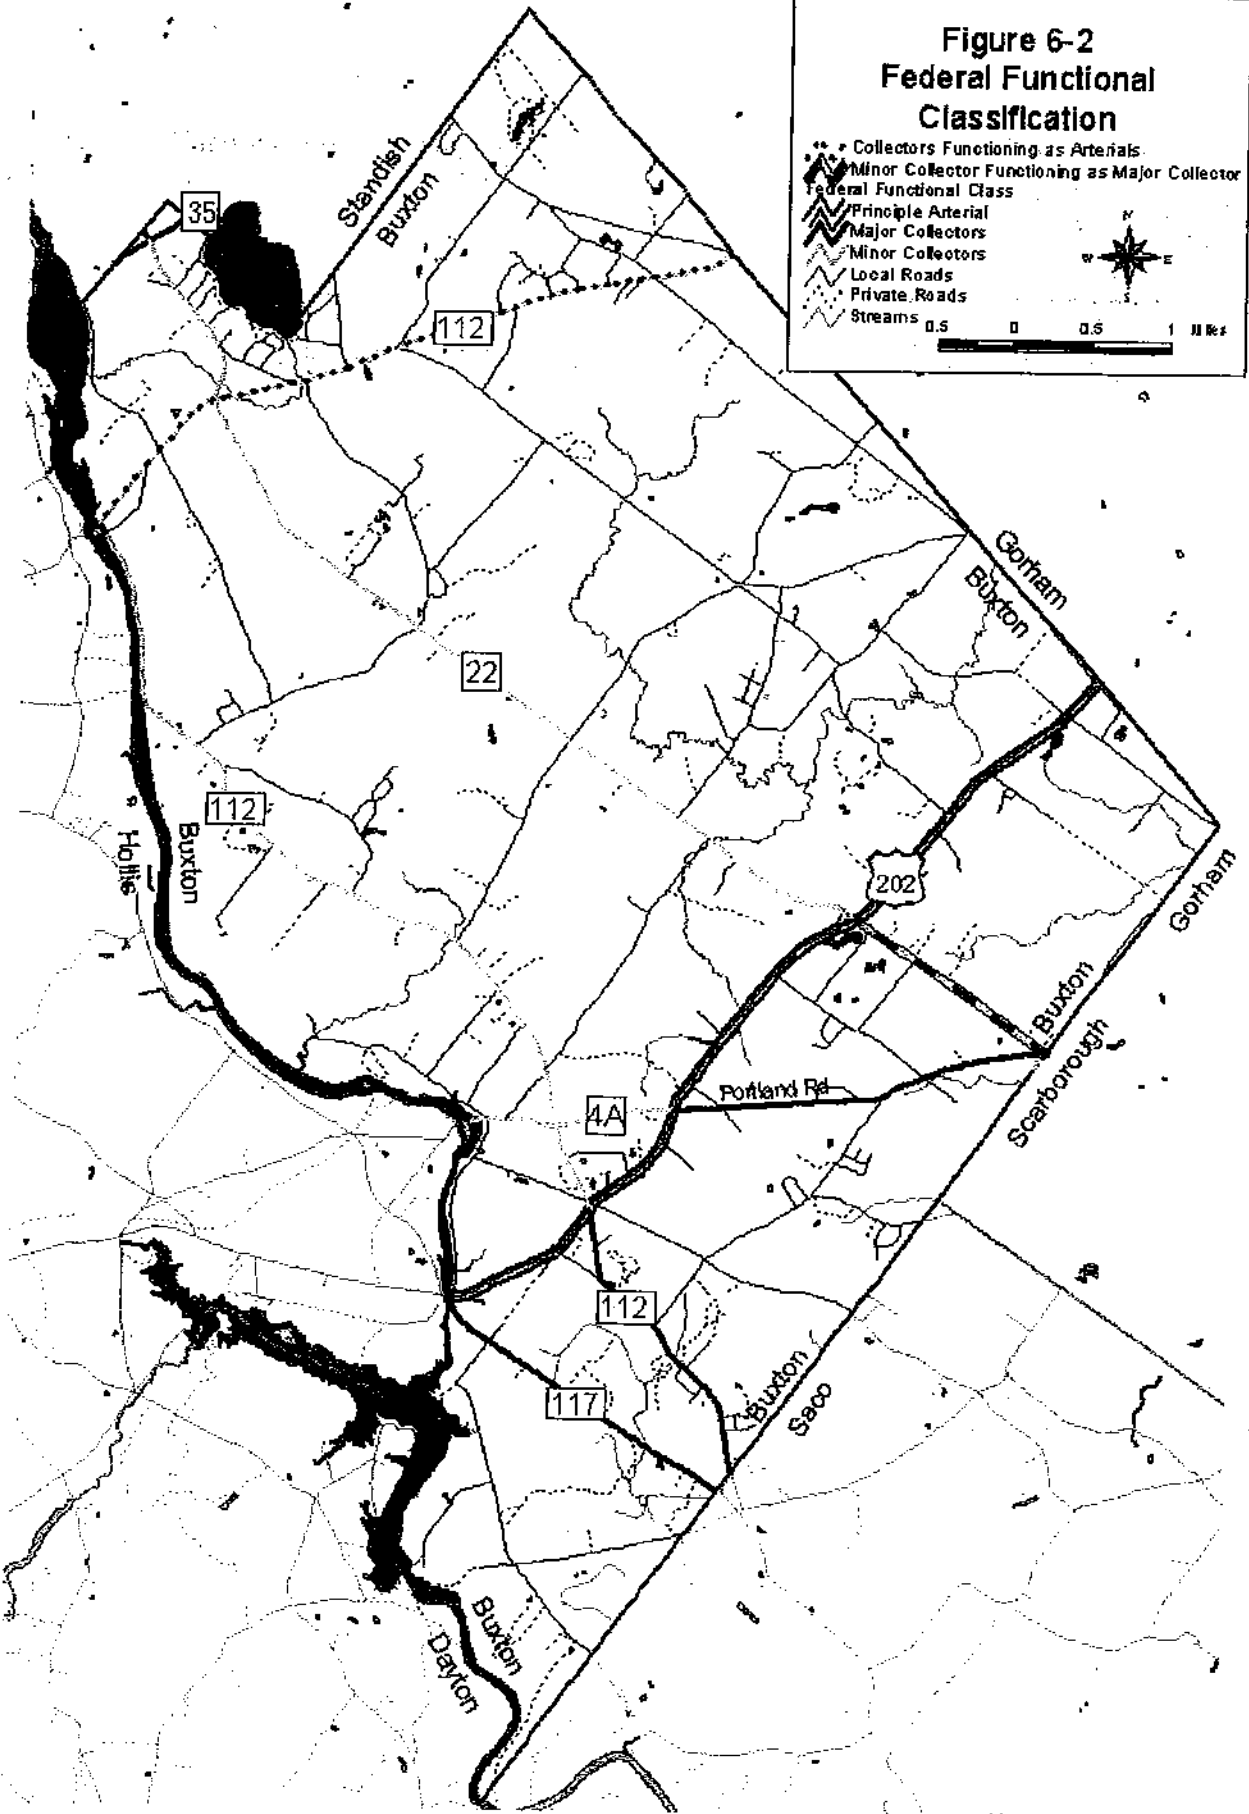 Figure 6-2
Federal Functional
Classification
Collectors Functioning as Arterials
Minor Collector Functioning as Major Collector
Federal Functional Class
Principle Arterial
Major Collectors
Minor Collectors
Local Roads
Private Roads
Streams
N
W E
S
0.5 0 0.5 1 Miles
Standish
Buxton
35
112
Gorham
Buxton
22
112
Buxton
Hollis
202
Gorham
Buxton
Scarborough
Portland Rd
4A
112
117
Buxton
Saco
Buxton
Dayton